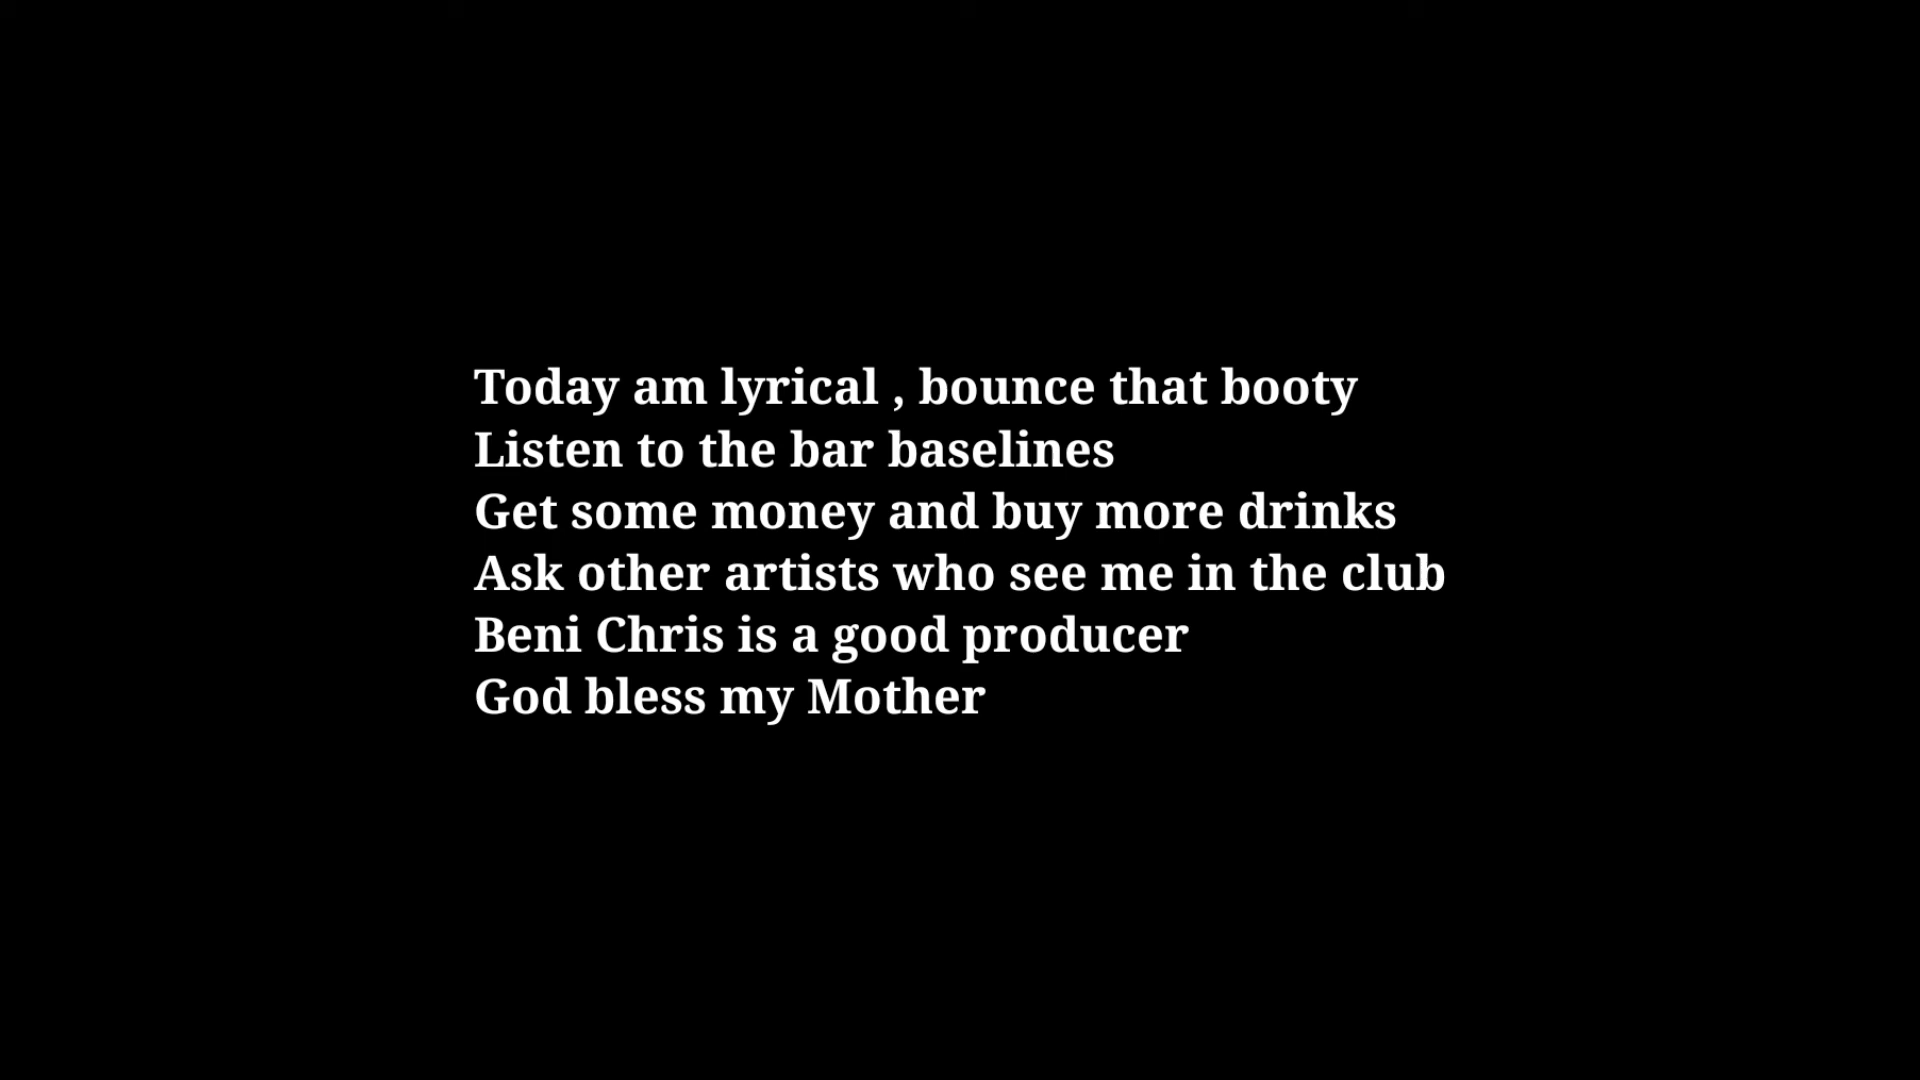 Today am lyrical , bounce that booty
Listen to the bar baselines
Get some money and buy more drinks
Ask other artists who see me in the club
Beni Chris is a good producer
God bless my Mother